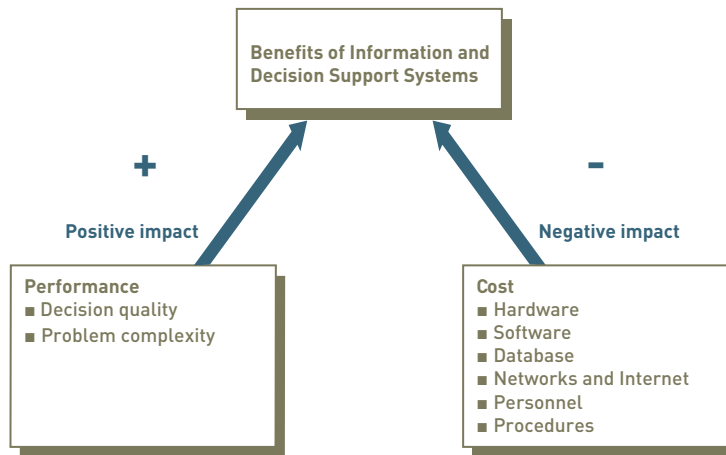 Benefits of Information and
Decision Support Systems
+
-
Positive impact
Negative impact
Performance
■ Decision quality
■ Problem complexity
Cost
■ Hardware
■ Software
■ Database
■ Networks and Internet
■ Personnel
■ Procedures